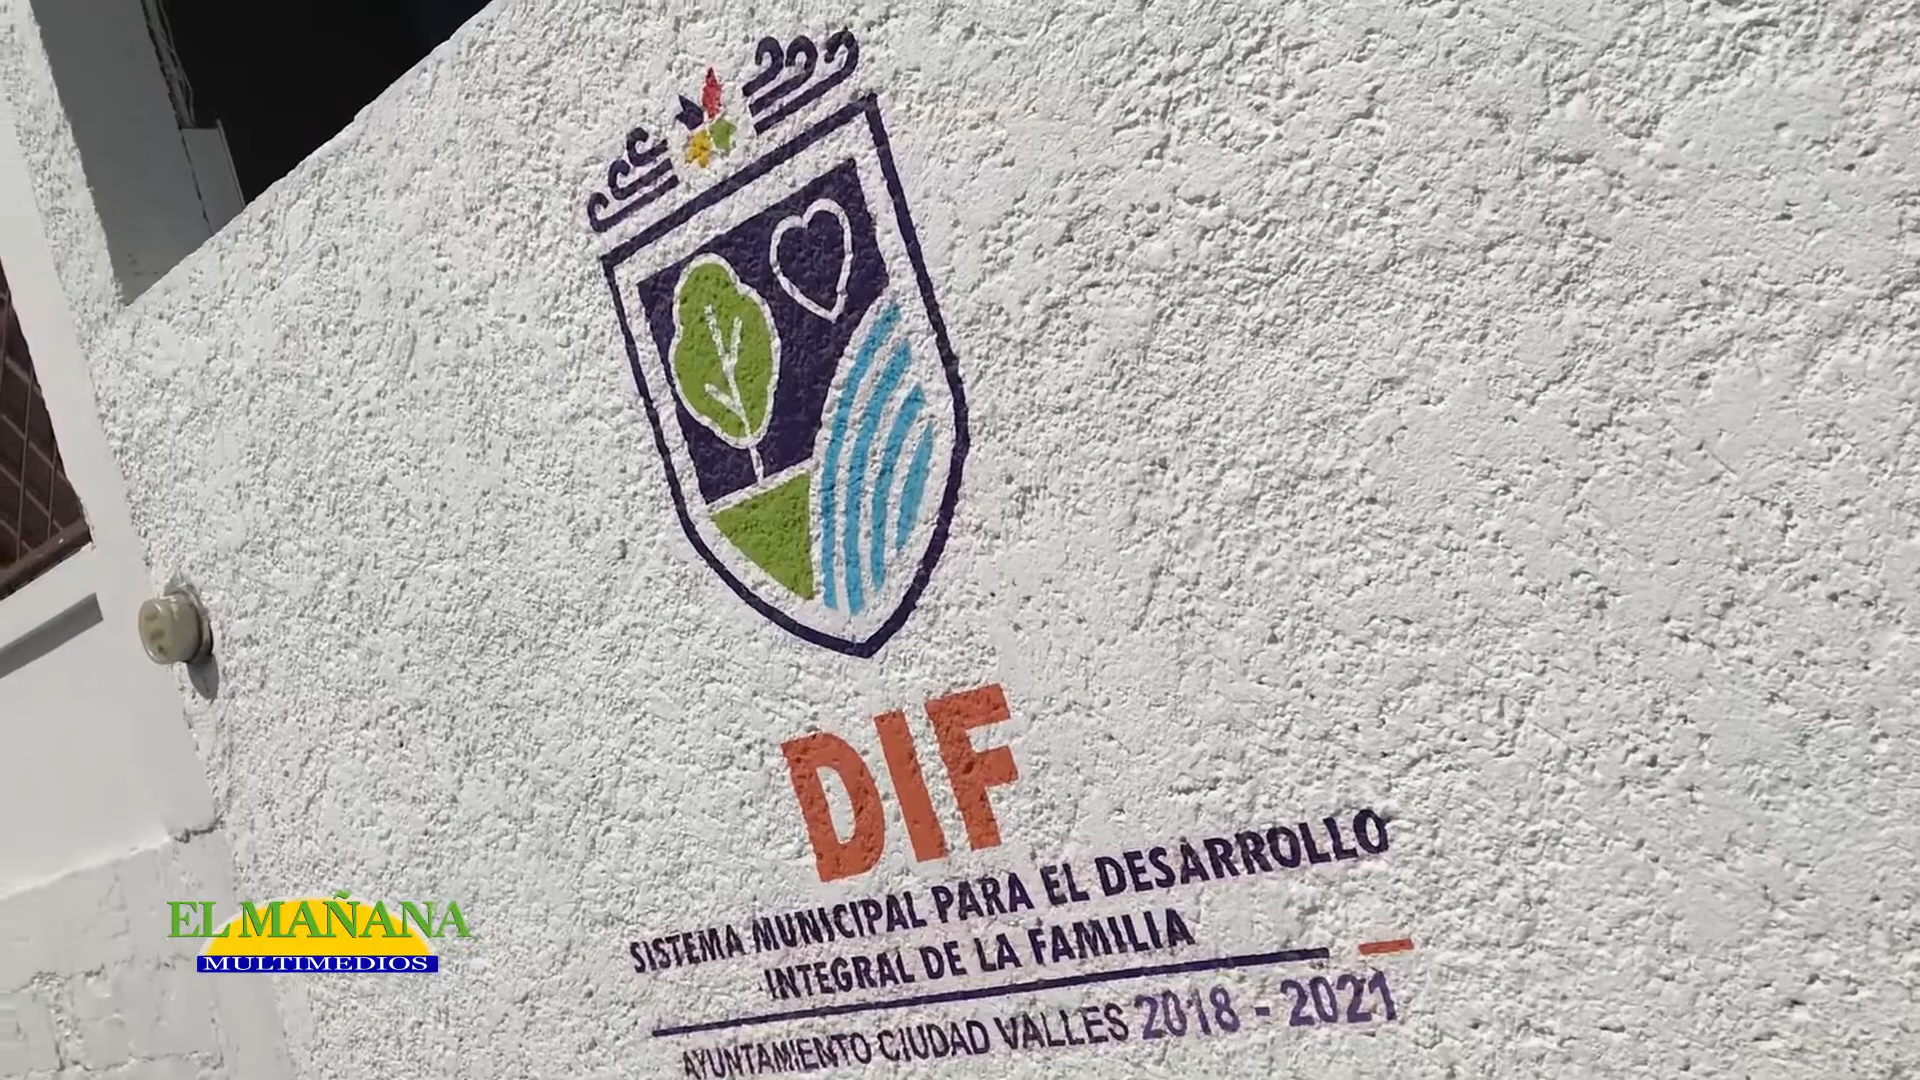 DIF
SISTEMA MUNICIPAL PARA EL DESARROLLO
INTEGRAL DE LA FAMILIA
AYUNTAMIENTO CIUDAD VALLES 2018 - 2021
EL MAÑANA
MULTIMEDIOS